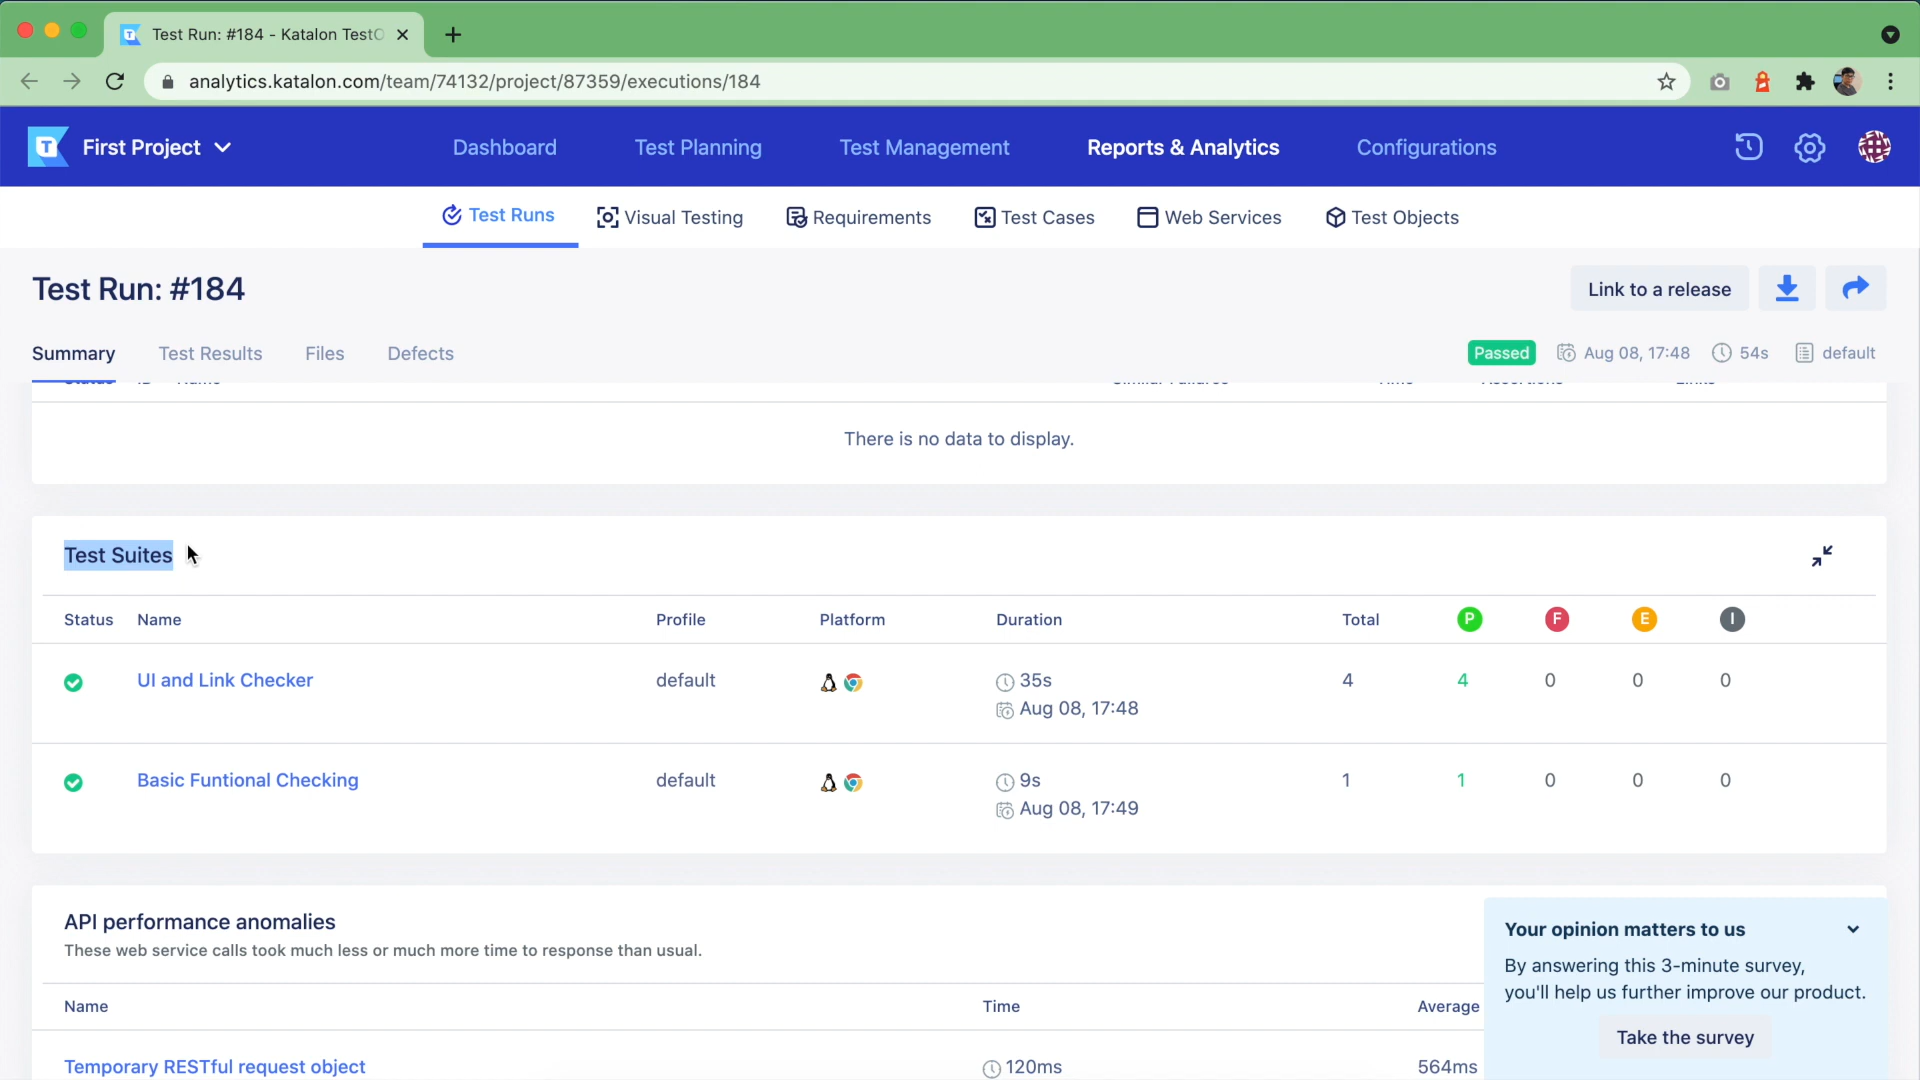 Test Run: #184 - Katalon TestO
analytics.katalon.com/team/74132/project/87359/executions/184
First Project
Dashboard
Test Planning
Test Management
Reports & Analytics
Configurations
Test Runs
Visual Testing
Requirements
Test Cases
Web Services
Test Objects
Test Run: #184
Link to a release
Summary
Test Results
Files
Defects
Passed
Aug 08, 17:48
54s
default
There is no data to display.
Test Suites
Status Name Profile Platform Duration Total P F E I
UI and Link Checker default 35s 4 4 0 0 0
Aug 08, 17:48
Basic Funtional Checking default 9s 1 1 0 0 0
Aug 08, 17:49
API performance anomalies
These web service calls took much less or much more time to response than usual.
Name Time Average
Temporary RESTful request object 120ms 564ms
Your opinion matters to us
By answering this 3-minute survey,
you'll help us further improve our product.
Take the survey